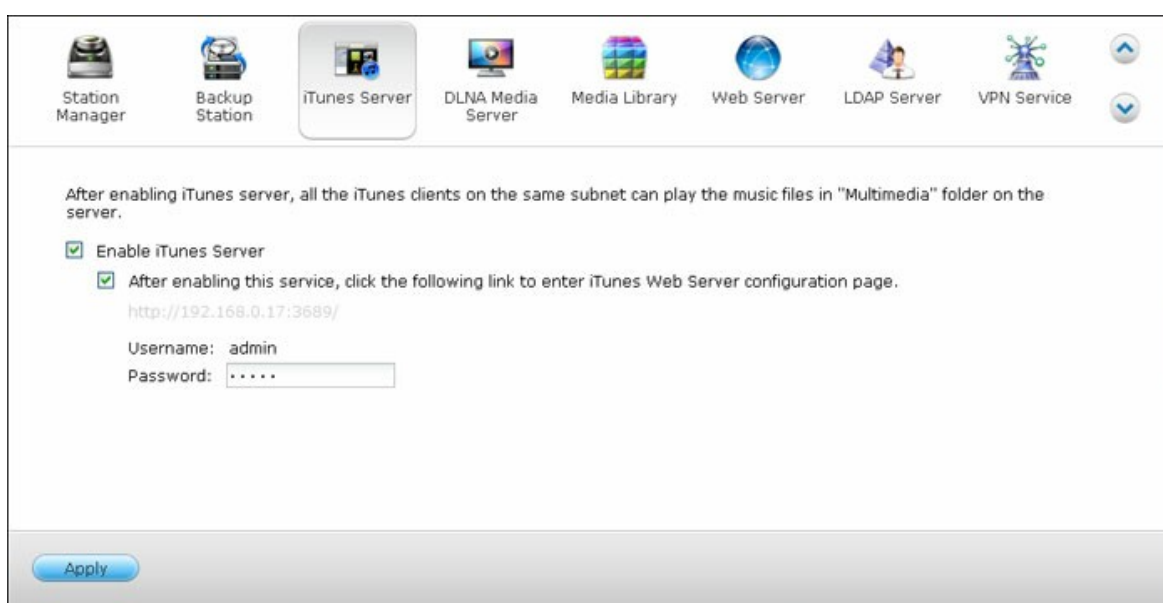 Station Manager
Backup Station
iTunes Server
DLNA Media Server
Media Library
Web Server
LDAP Server
VPN Service
After enabling iTunes server, all the iTunes clients on the same subnet can play the music files in "Multimedia" folder on the
server.
Enable iTunes Server
After enabling this service, click the following link to enter iTunes Web Server configuration page.
http://192.168.0.17:3689/
Username: admin
Password: •••••
Apply